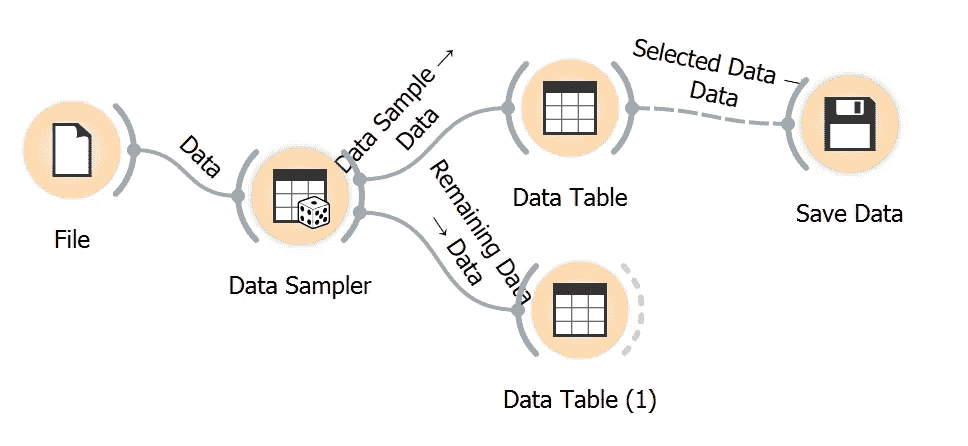 File
Data
Data Sampler
Data Sample →
Data
Remaining Data
→ Data
Data Table
Data Table (1)
Selected Data →
Data
Save Data